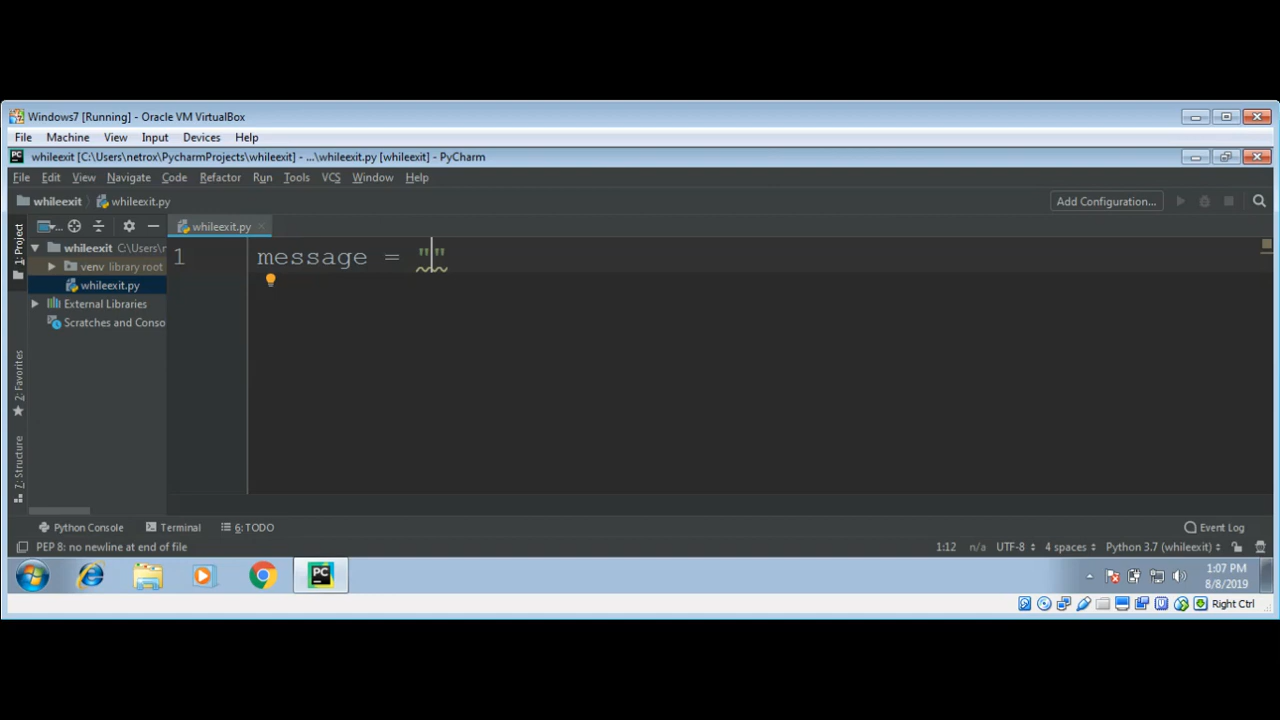 Windows7 [Running] - Oracle VM VirtualBox
File Machine View Input Devices Help
whileexit [C:\Users\netrox\PycharmProjects\whileexit] - ...\whileexit.py [whileexit] - PyCharm
File Edit View Navigate Code Refactor Run Tools VCS Window Help
whileexit whileexit.py Add Configuration...
whileexit.py
1: Project
whileexit C:\Users\r
venv library root
whileexit.py
External Libraries
Scratches and Conso
1 message = ""
2: Favorites
7: Structure
Python Console Terminal 6: TODO Event Log
PEP 8: no newline at end of file 1:12 n/a UTF-8 4 spaces Python 3.7 (whileexit)
1:07 PM
8/8/2019
Right Ctrl